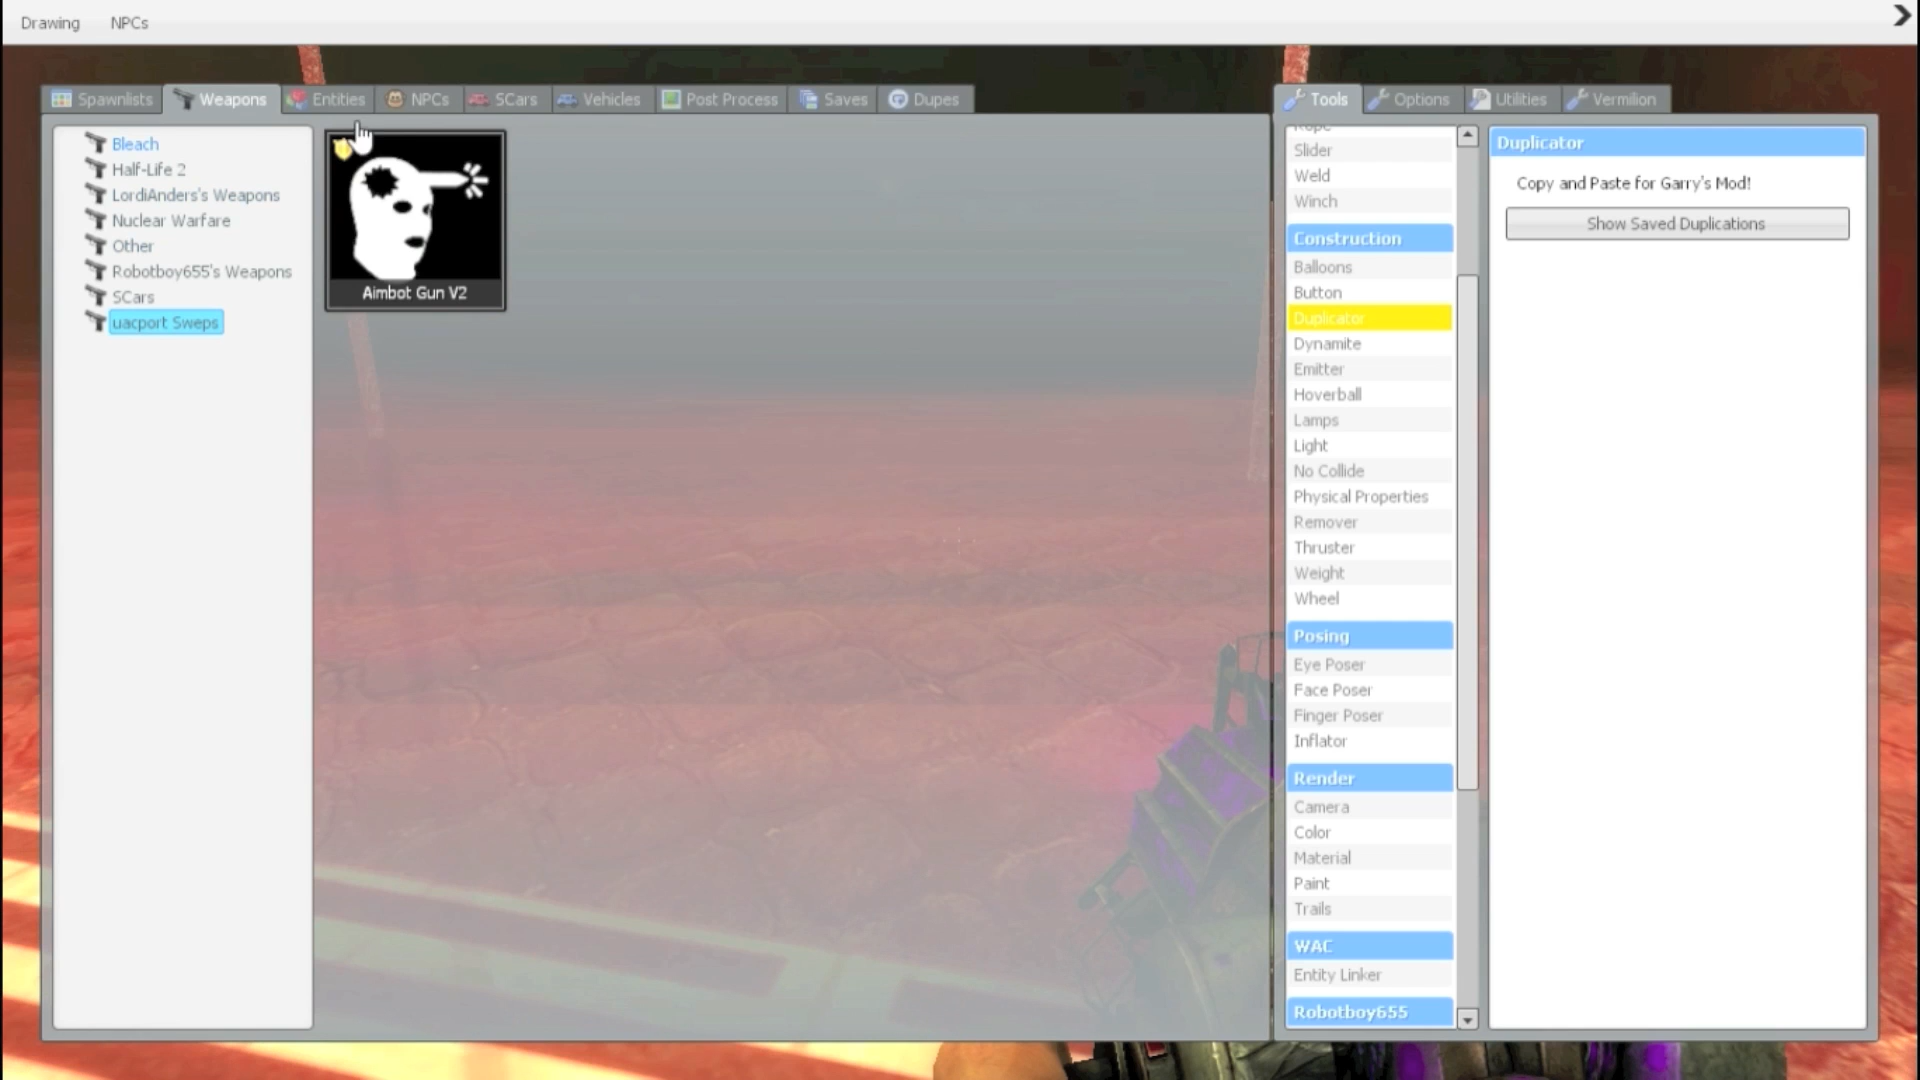 Drawing NPCs
Spawnlists Weapons Entities NPCs SCars Vehicles Post Process Saves Dupes
Bleach
Half-Life 2
LordiAnders's Weapons
Nuclear Warfare
Other
Robotboy655's Weapons
SCars
uacport Sweps
Aimbot Gun V2
Tools Options Utilities Vermilion
Rope
Slider
Weld
Winch
Construction
Balloons
Button
Duplicator
Dynamite
Emitter
Hoverball
Lamps
Light
No Collide
Physical Properties
Remover
Thruster
Weight
Wheel
Posing
Eye Poser
Face Poser
Finger Poser
Inflator
Render
Camera
Color
Material
Paint
Trails
WAC
Entity Linker
Robotboy655
Duplicator
Copy and Paste for Garry's Mod!
Show Saved Duplications